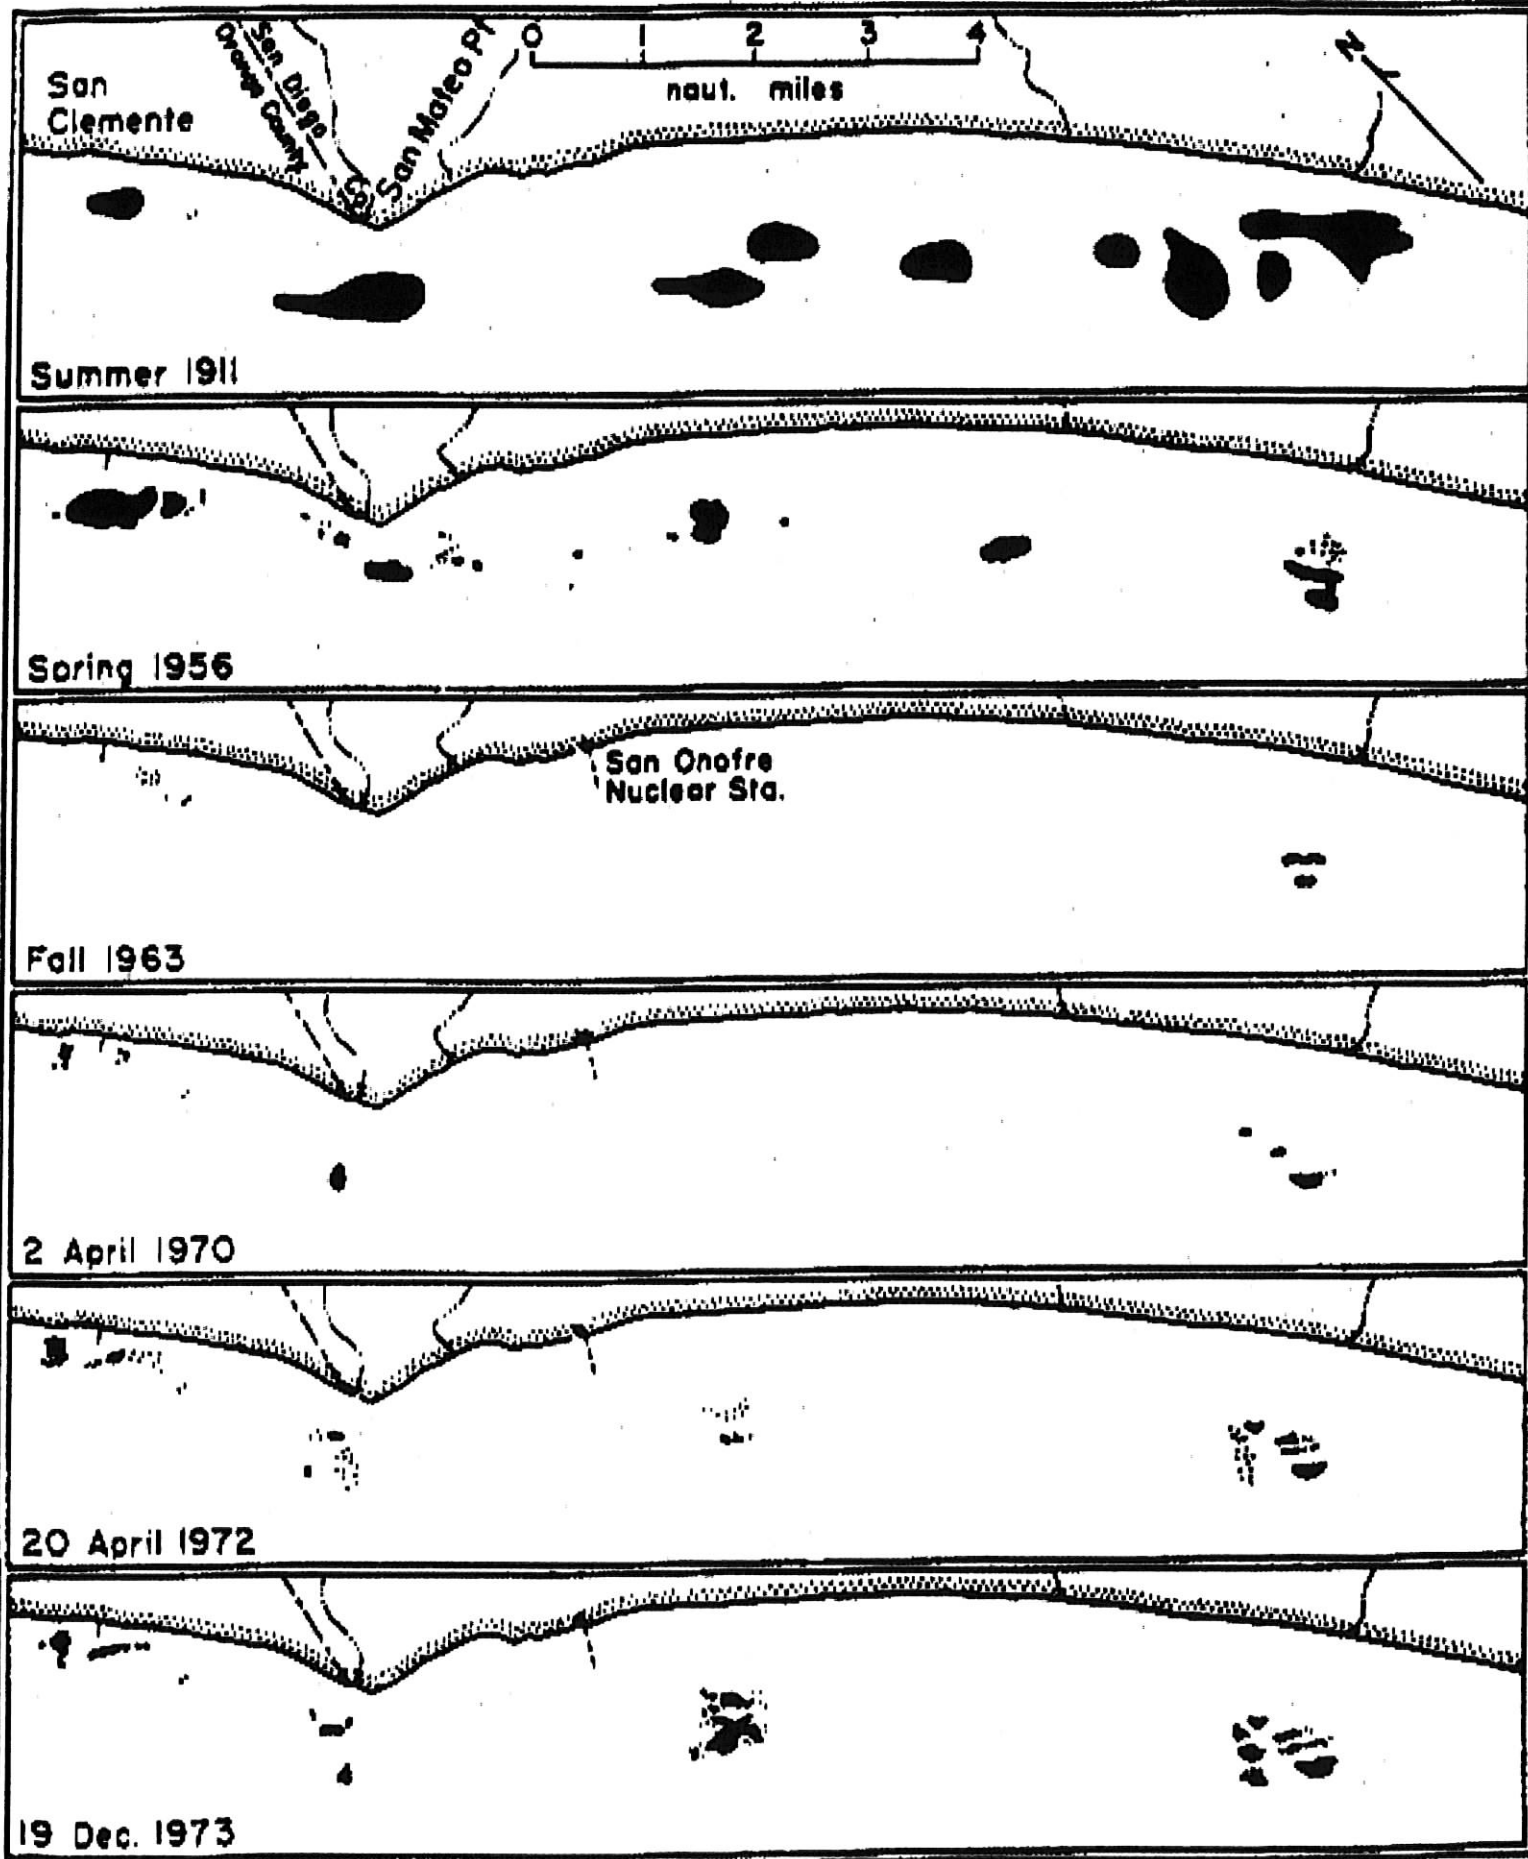 San
Clemente
San Diego
Orange County
San Mateo Pt
0 1 2 3 4
naut. miles
N
Summer 1911
Spring 1956
San Onofre
Nuclear Sta.
Fall 1963
2 April 1970
20 April 1972
19 Dec. 1973